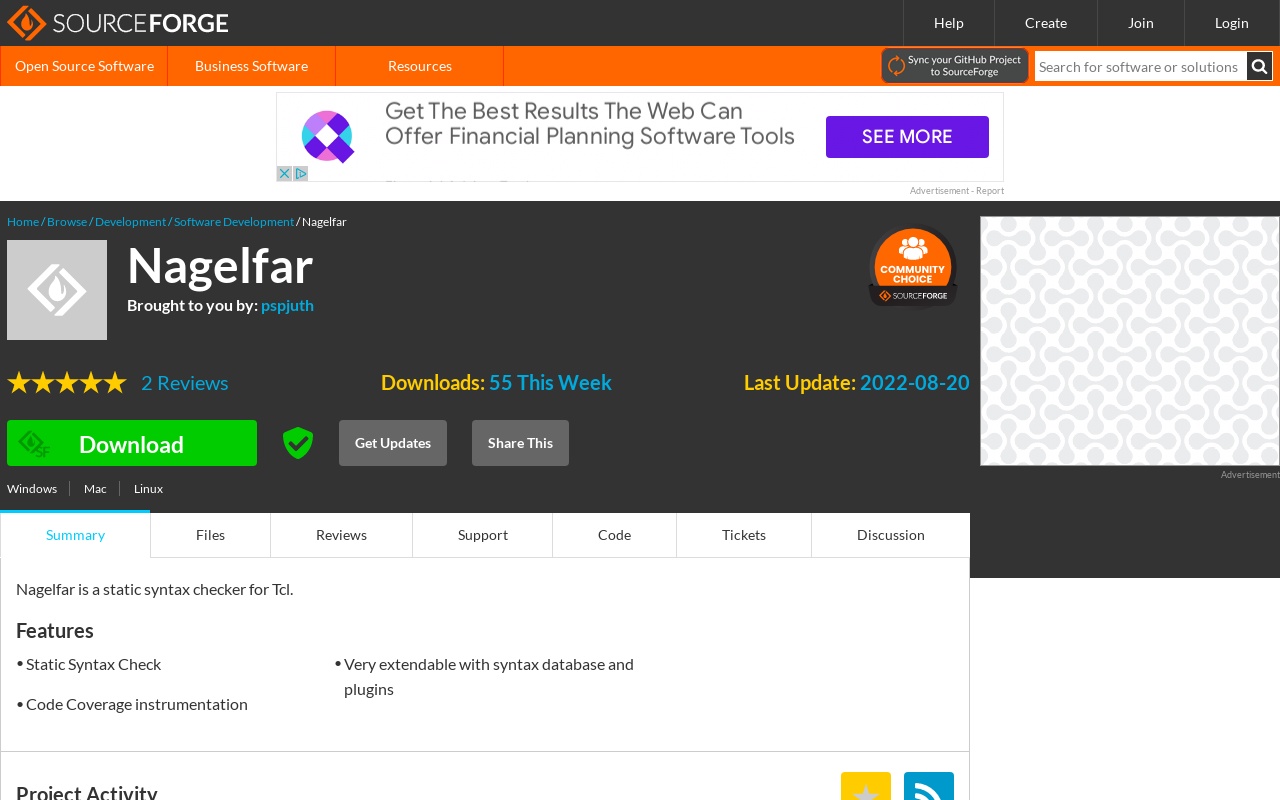 SOURCEFORGE
Help
Create
Join
Login
Open Source Software
Business Software
Resources
Sync your GitHub Project
to SourceForge
Search for software or solutions
Get The Best Results The Web Can
Offer Financial Planning Software Tools
SEE MORE
Advertisement - Report
Home / Browse / Development / Software Development / Nagelfar
Nagelfar
Brought to you by: pspjuth
COMMUNITY
CHOICE
SOURCEFORGE
2 Reviews
Downloads: 55 This Week
Last Update: 2022-08-20
Download
SF
Get Updates
Share This
Advertisement
Windows
Mac
Linux
Summary
Files
Reviews
Support
Code
Tickets
Discussion
Nagelfar is a static syntax checker for Tcl.
Features
• Static Syntax Check
• Code Coverage instrumentation
• Very extendable with syntax database and
plugins
Project Activity